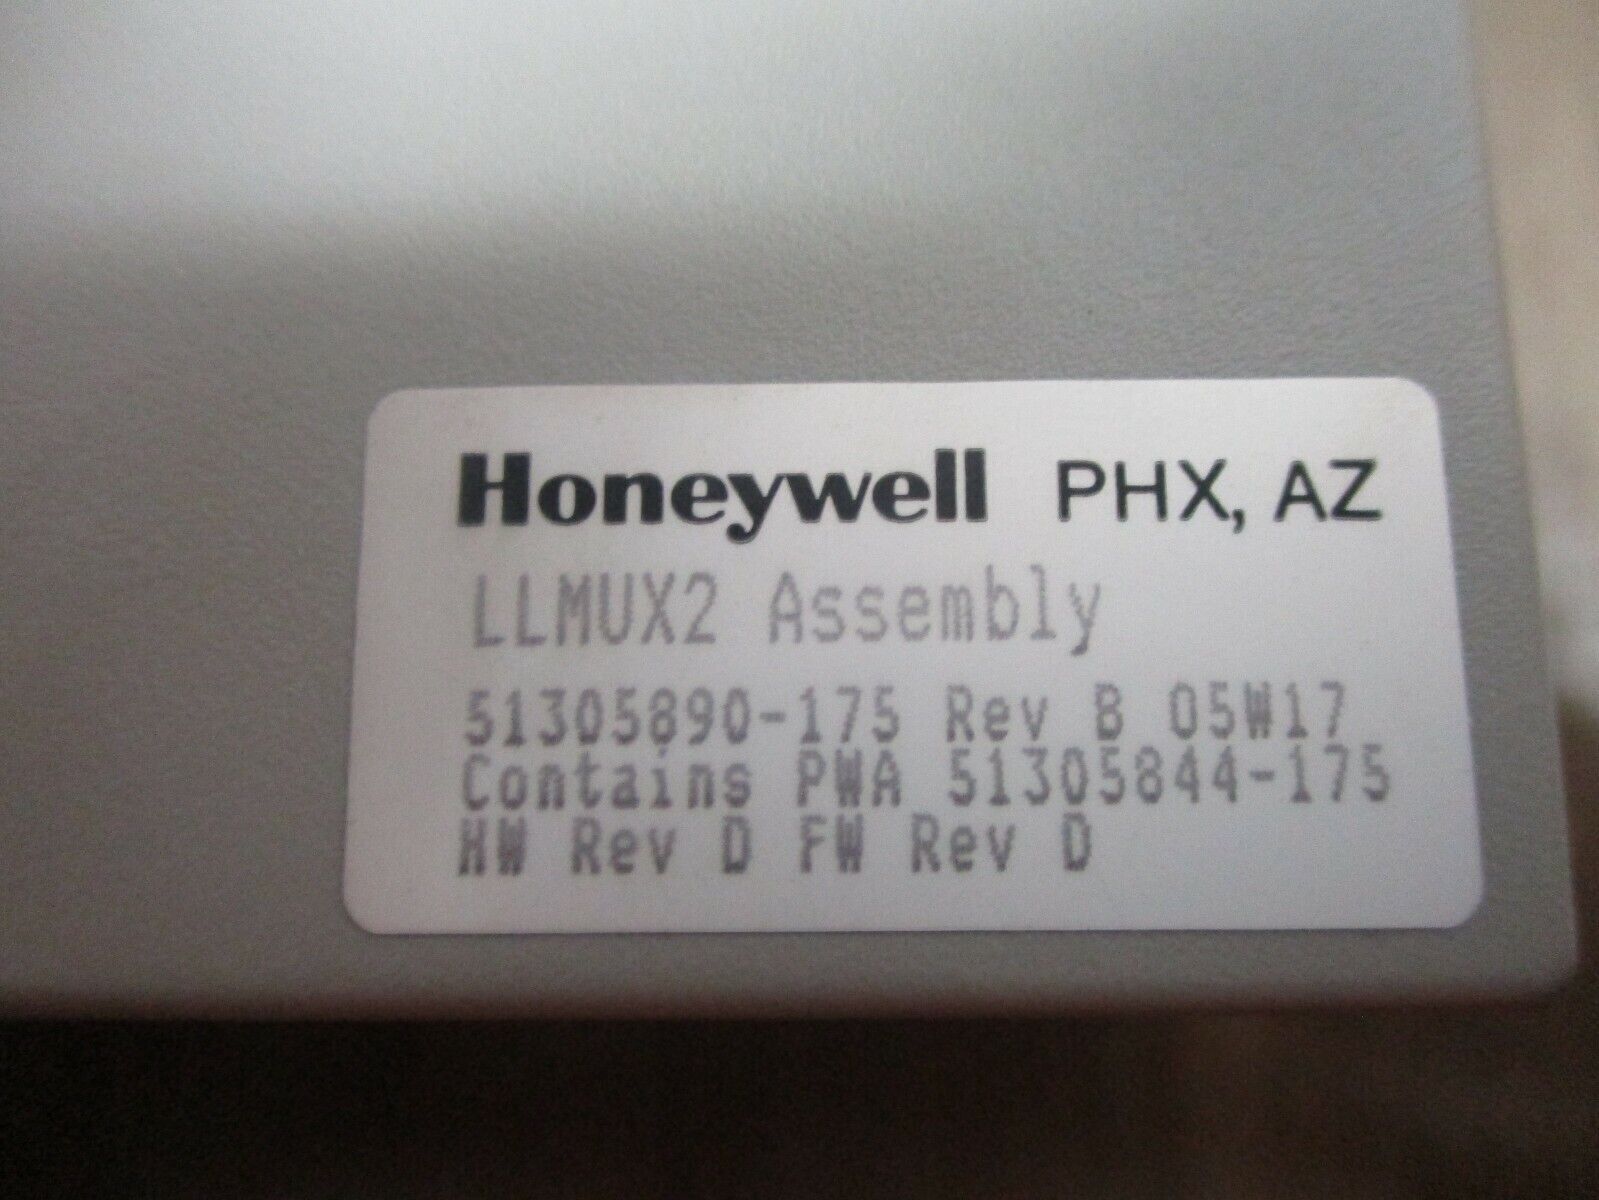 Honeywell PHX, AZ
LLMUX2 Assembly
51305890-175 Rev B 05W17
Contains PWA 51305844-175
HW Rev D FW Rev D